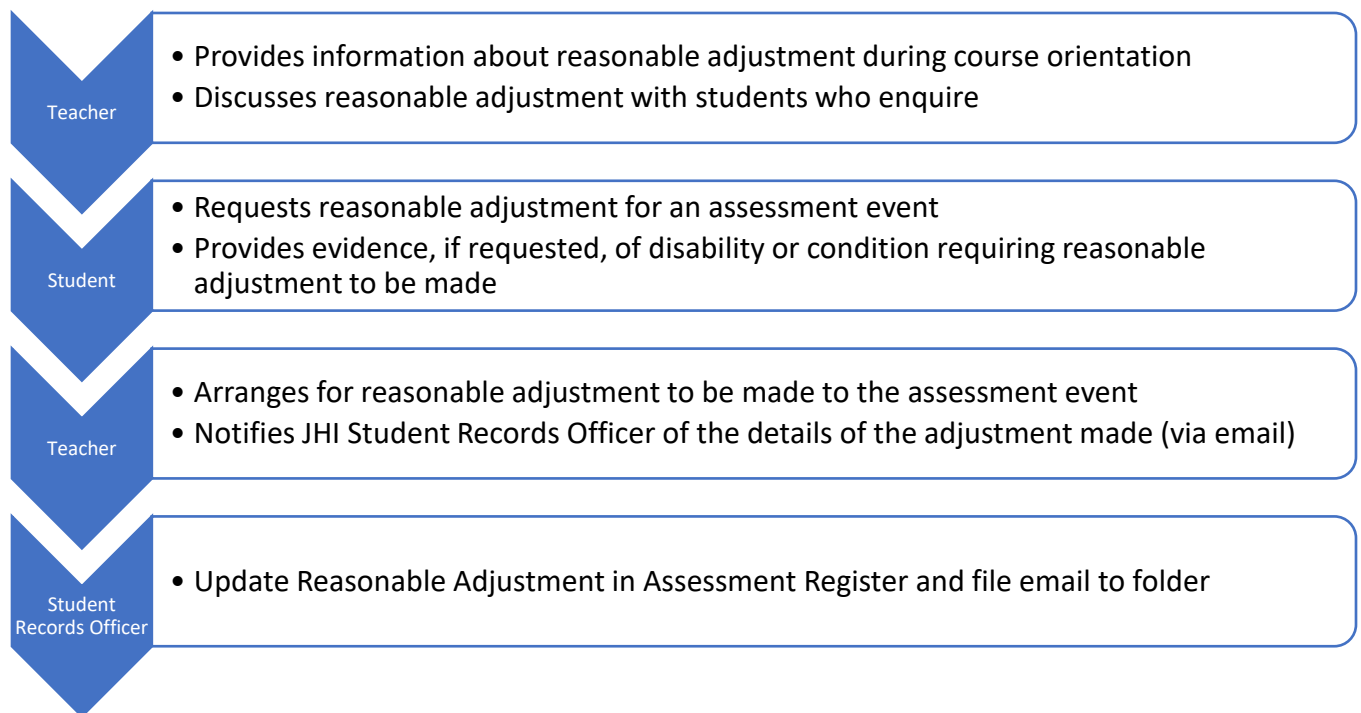 Teacher
• Provides information about reasonable adjustment during course orientation
• Discusses reasonable adjustment with students who enquire
Student
• Requests reasonable adjustment for an assessment event
• Provides evidence, if requested, of disability or condition requiring reasonable
adjustment to be made
Teacher
• Arranges for reasonable adjustment to be made to the assessment event
• Notifies JHI Student Records Officer of the details of the adjustment made (via email)
Student
Records Officer
• Update Reasonable Adjustment in Assessment Register and file email to folder